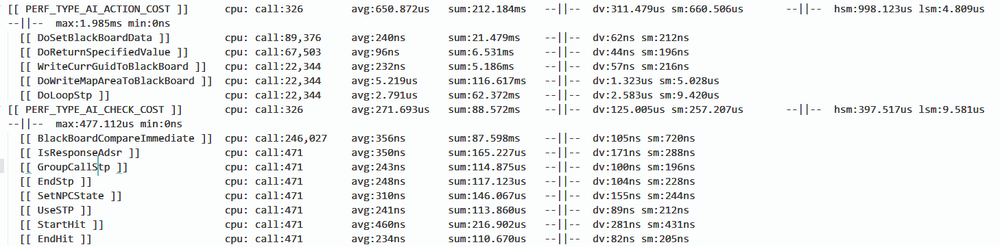 [[ PERF_TYPE_AI_ACTION_COST ]] cpu: call:326 avg:650.872us sum:212.184ms --||-- dv:311.479us sm:660.506us --||-- hsm:998.123us lsm:4.809us
--||-- max:1.985ms min:0ns
[[ DoSetBlackBoardData ]] cpu: call:89,376 avg:240ns sum:21.479ms --||-- dv:62ns sm:212ns
[[ DoReturnSpecifiedValue ]] cpu: call:67,503 avg:96ns sum:6.531ms --||-- dv:44ns sm:196ns
[[ WriteCurrGuidToBlackBoard ]] cpu: call:22,344 avg:232ns sum:5.186ms --||-- dv:57ns sm:216ns
[[ DoWriteMapAreaToBlackBoard ]] cpu: call:22,344 avg:5.219us sum:116.617ms --||-- dv:1.323us sm:5.028us
[[ DoLoopStp ]] cpu: call:22,344 avg:2.791us sum:62.372ms --||-- dv:2.583us sm:9.420us
[[ PERF_TYPE_AI_CHECK_COST ]] cpu: call:326 avg:271.693us sum:88.572ms --||-- dv:125.005us sm:257.207us --||-- hsm:397.517us lsm:9.581us
--||-- max:477.112us min:0ns
[[ BlackBoardCompareImmediate ]] cpu: call:246,027 avg:356ns sum:87.598ms --||-- dv:105ns sm:720ns
[[ IsResponseAdsr ]] cpu: call:471 avg:350ns sum:165.227us --||-- dv:171ns sm:288ns
[[ GroupCallStp ]] cpu: call:471 avg:243ns sum:114.875us --||-- dv:100ns sm:196ns
[[ EndStp ]] cpu: call:471 avg:248ns sum:117.123us --||-- dv:104ns sm:228ns
[[ SetNPCState ]] cpu: call:471 avg:310ns sum:146.067us --||-- dv:155ns sm:244ns
[[ UseSTP ]] cpu: call:471 avg:241ns sum:113.860us --||-- dv:89ns sm:212ns
[[ StartHit ]] cpu: call:471 avg:460ns sum:216.902us --||-- dv:281ns sm:431ns
[[ EndHit ]] cpu: call:471 avg:234ns sum:110.670us --||-- dv:82ns sm:205ns